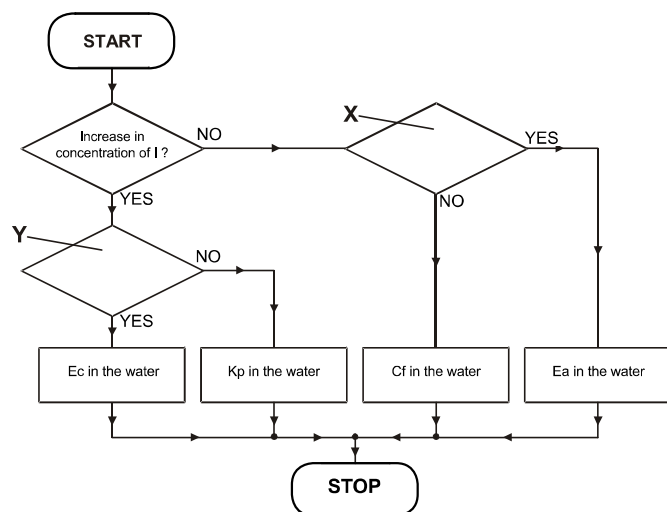 START
Increase in
concentration of I ?
NO
X
YES
YES
NO
Y
NO
YES
Ec in the water
Kp in the water
Cf in the water
Ea in the water
STOP